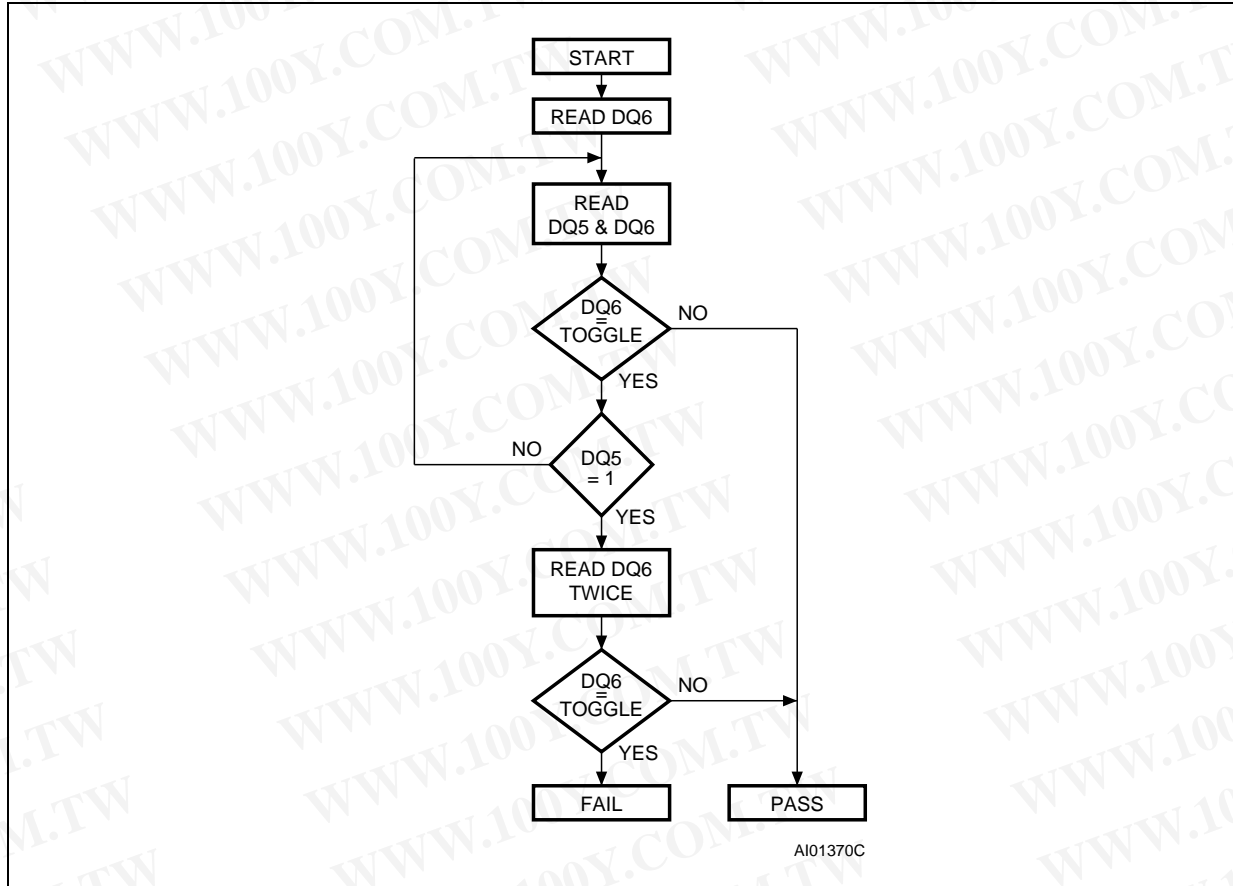 START
READ DQ6
READ
DQ5 & DQ6
DQ6
=
TOGGLE
NO
YES
NO
DQ5
= 1
YES
READ DQ6
TWICE
DQ6
=
TOGGLE
NO
YES
FAIL
PASS
AI01370C
WWW.100Y.COM.TW